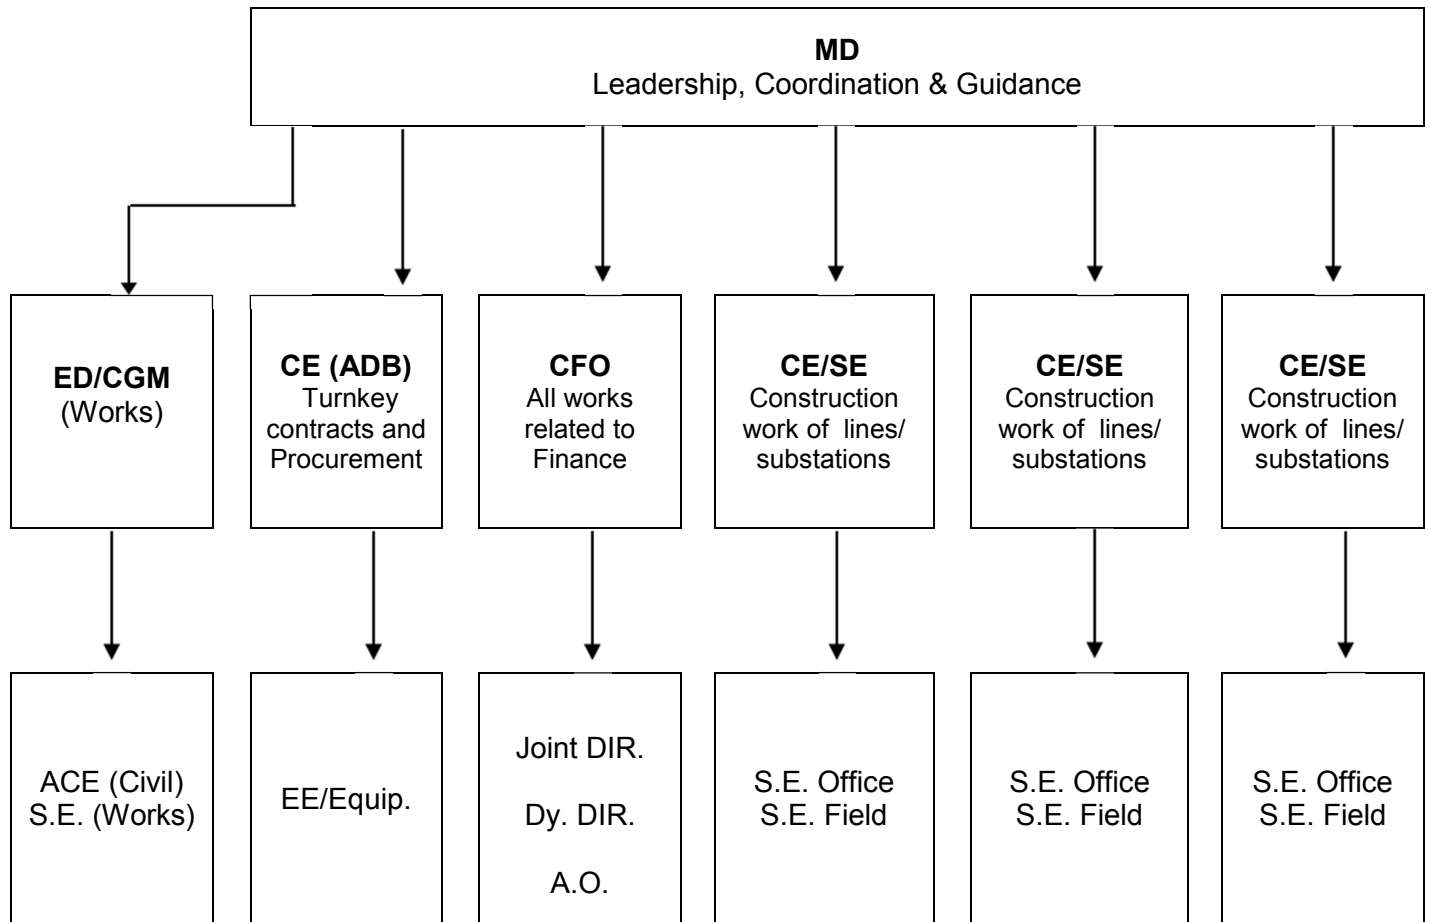 MD
Leadership, Coordination & Guidance
ED/CGM
(Works)
CE (ADB)
Turnkey
contracts and
Procurement
CFO
All works
related to
Finance
CE/SE
Construction
work of lines/
substations
CE/SE
Construction
work of lines/
substations
CE/SE
Construction
work of lines/
substations
ACE (Civil)
S.E. (Works)
EE/Equip.
Joint DIR.
Dy. DIR.
A.O.
S.E. Office
S.E. Field
S.E. Office
S.E. Field
S.E. Office
S.E. Field